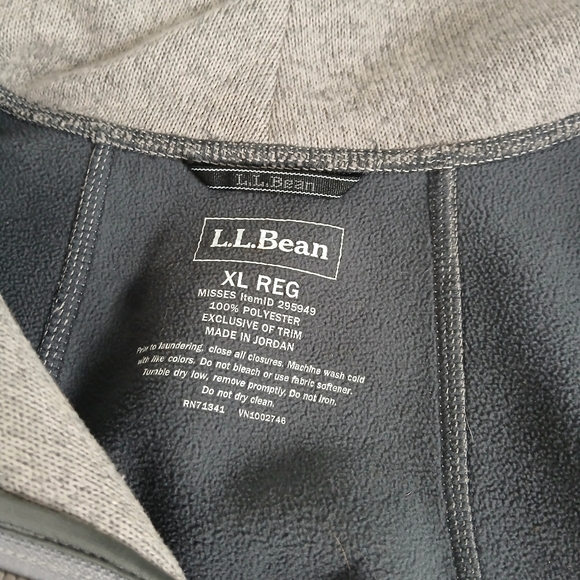 L.L.Bean
L.L.Bean
XL REG
MISSES ItemID 295949
100% POLYESTER
EXCLUSIVE OF TRIM
MADE IN JORDAN
Prior to laundering, close all closures. Machine wash cold
with like colors. Do not bleach or use fabric softener.
Tumble dry low, remove promptly. Do not iron.
Do not dry clean.
RN71341 VN1002746